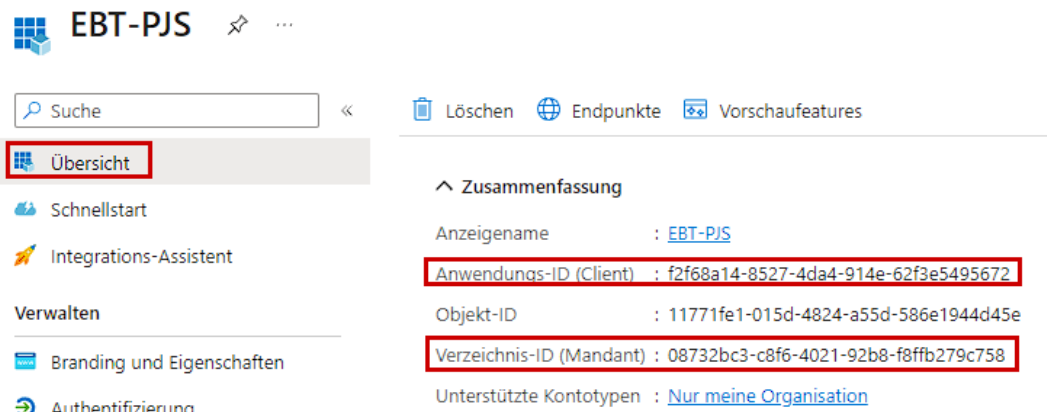 EBT-PJS
Suche
Übersicht
Schnellstart
Integrations-Assistent
Verwalten
Branding und Eigenschaften
Authentifizierung
Löschen Endpunkte Vorschaufeatures
Zusammenfassung
Anzeigename : EBT-PJS
Anwendungs-ID (Client) : f2f68a14-8527-4da4-914e-62f3e5495672
Objekt-ID : 11771fe1-015d-4824-a55d-586e1944d45e
Verzeichnis-ID (Mandant) : 08732bc3-c8f6-4021-92b8-f8ffb279c758
Unterstützte Kontotypen : Nur meine Organisation